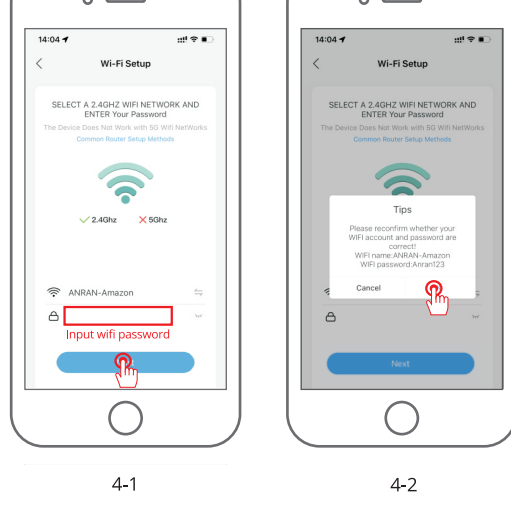 14:04
Wi-Fi Setup
SELECT A 2.4GHZ WIFI NETWORK AND
ENTER Your Password
The Device Does Not Work with 5G Wifi NetWorks
Common Router Setup Methods
2.4Ghz
5Ghz
ANRAN-Amazon
Input wifi password
4-1
14:04
Wi-Fi Setup
SELECT A 2.4GHZ WIFI NETWORK AND
ENTER Your Password
The Device Does Not Work with 5G Wifi NetWorks
Common Router Setup Methods
Tips
Please reconfirm whether your
WIFI account and password are
correct!
WIFI name:ANRAN-Amazon
WIFI password:Anran123
Cancel
Next
4-2